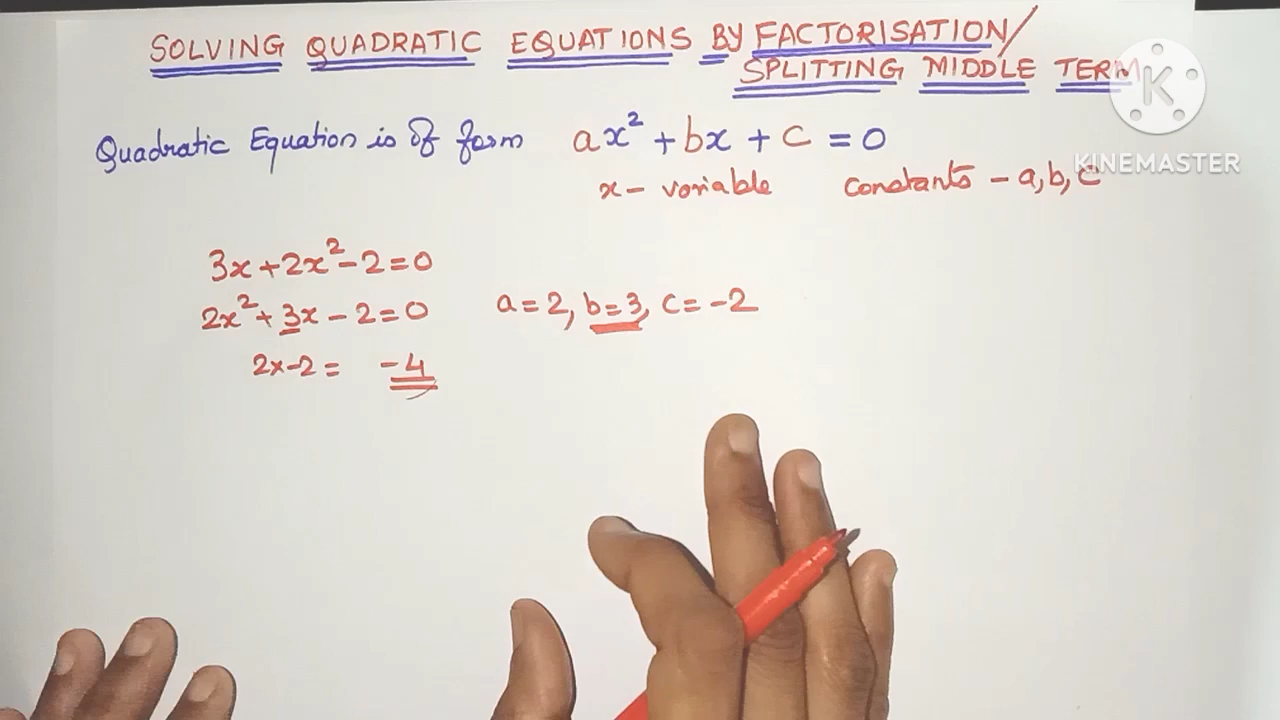 SOLVING QUADRATIC EQUATIONS BY FACTORISATION/
SPLITTING MIDDLE TERM
KINEMASTER
Quadratic Equation is of form ax² + bx + c = 0
x - variable constants - a, b, c
3x + 2x² - 2 = 0
2x² + 3x - 2 = 0 a = 2, b = 3, c = -2
2x-2 = -4